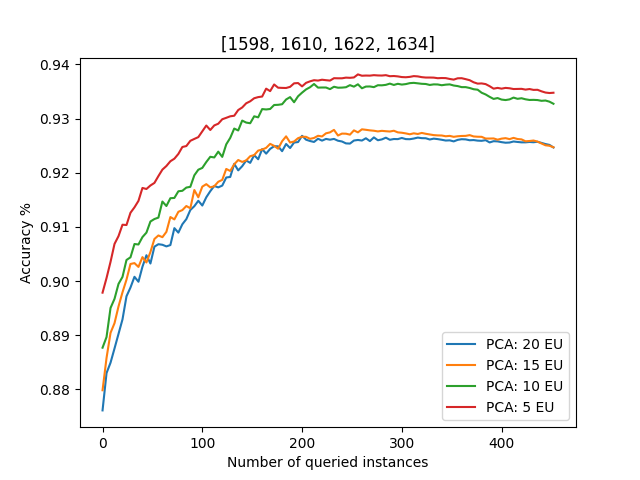 [1598, 1610, 1622, 1634]
0.94
0.93
0.92
0.91
0.90
0.89
0.88
Accuracy %
0 100 200 300 400
Number of queried instances
PCA: 20 EU
PCA: 15 EU
PCA: 10 EU
PCA: 5 EU